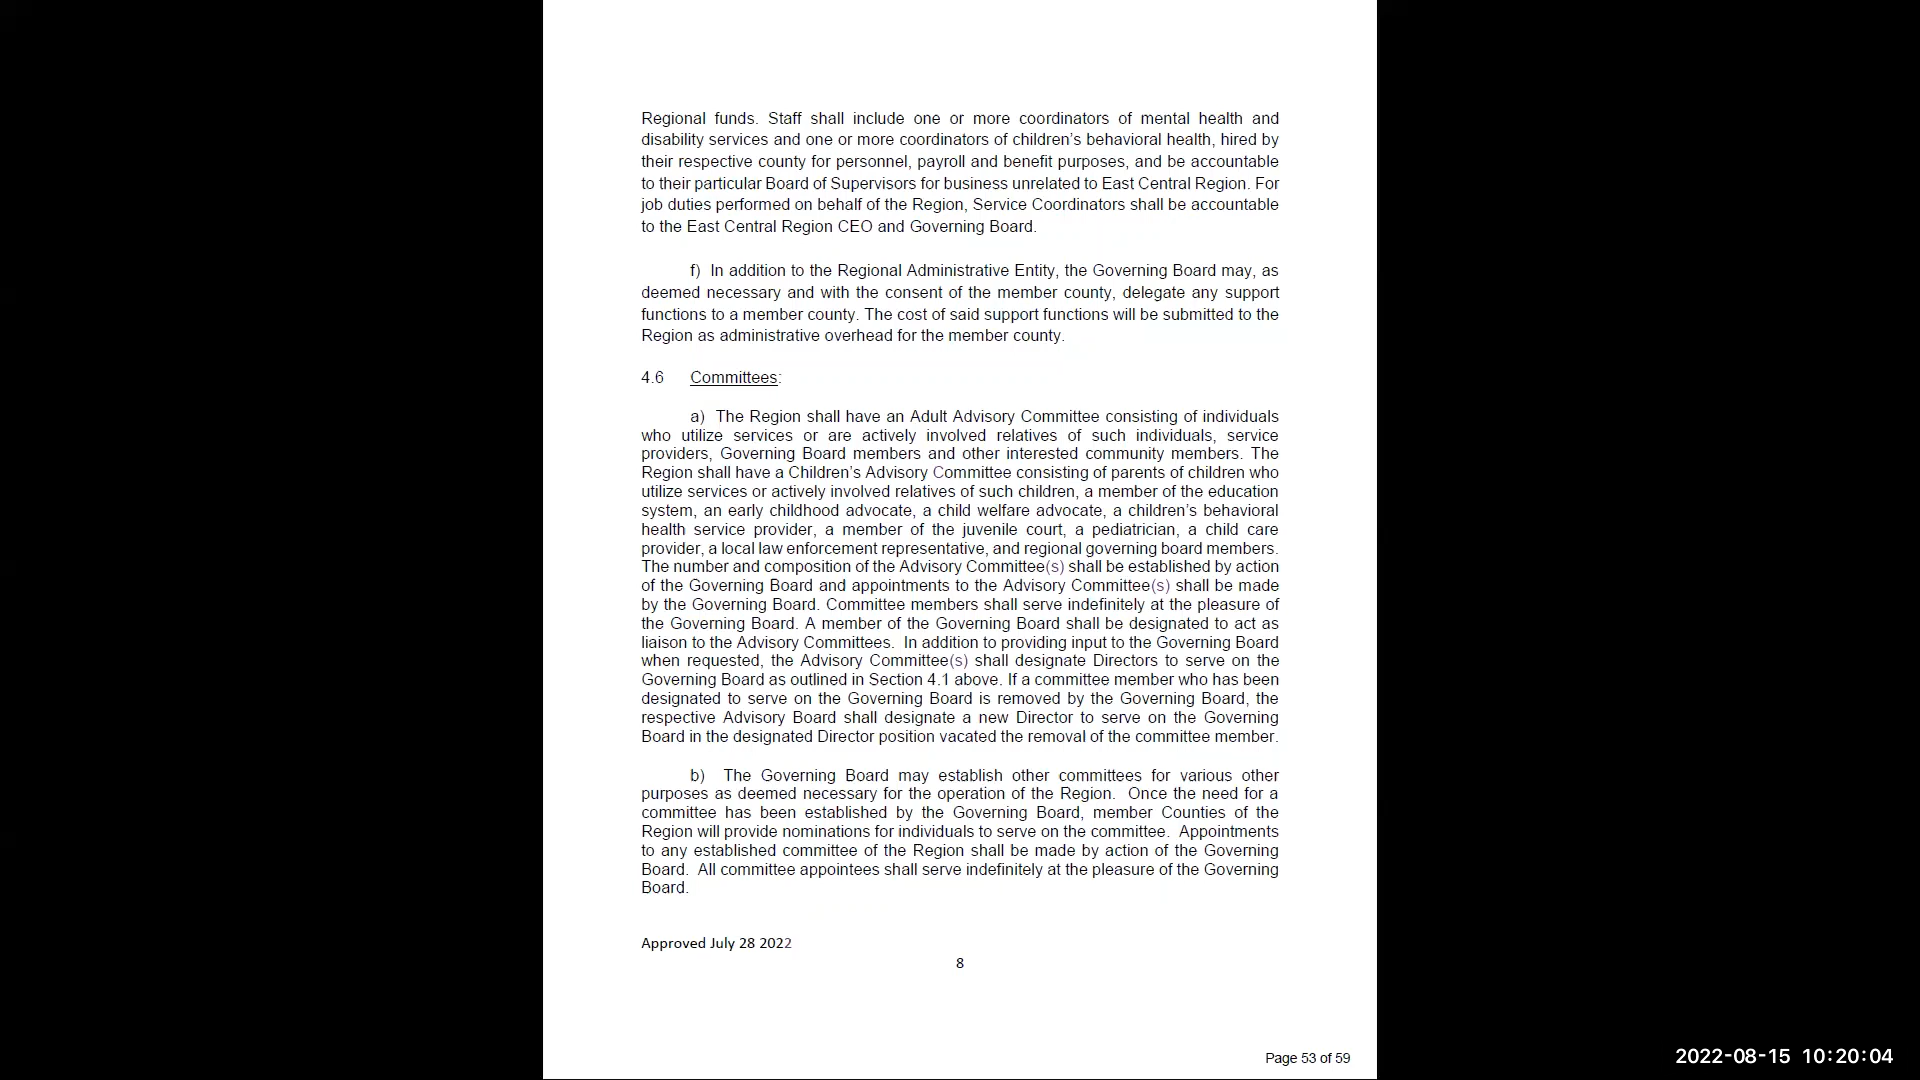 Regional funds. Staff shall include one or more coordinators of mental health and
disability services and one or more coordinators of children’s behavioral health, hired by
their respective county for personnel, payroll and benefit purposes, and be accountable
to their particular Board of Supervisors for business unrelated to East Central Region. For
job duties performed on behalf of the Region, Service Coordinators shall be accountable
to the East Central Region CEO and Governing Board.
f) In addition to the Regional Administrative Entity, the Governing Board may, as
deemed necessary and with the consent of the member county, delegate any support
functions to a member county. The cost of said support functions will be submitted to the
Region as administrative overhead for the member county.
4.6 Committees:
a) The Region shall have an Adult Advisory Committee consisting of individuals
who utilize services or are actively involved relatives of such individuals, service
providers, Governing Board members and other interested community members. The
Region shall have a Children’s Advisory Committee consisting of parents of children who
utilize services or actively involved relatives of such children, a member of the education
system, an early childhood advocate, a child welfare advocate, a children’s behavioral
health service provider, a member of the juvenile court, a pediatrician, a child care
provider, a local law enforcement representative, and regional governing board members.
The number and composition of the Advisory Committee(s) shall be established by action
of the Governing Board and appointments to the Advisory Committee(s) shall be made
by the Governing Board. Committee members shall serve indefinitely at the pleasure of
the Governing Board. A member of the Governing Board shall be designated to act as
liaison to the Advisory Committees. In addition to providing input to the Governing Board
when requested, the Advisory Committee(s) shall designate Directors to serve on the
Governing Board as outlined in Section 4.1 above. If a committee member who has been
designated to serve on the Governing Board is removed by the Governing Board, the
respective Advisory Board shall designate a new Director to serve on the Governing
Board in the designated Director position vacated the removal of the committee member.
b) The Governing Board may establish other committees for various other
purposes as deemed necessary for the operation of the Region. Once the need for a
committee has been established by the Governing Board, member Counties of the
Region will provide nominations for individuals to serve on the committee. Appointments
to any established committee of the Region shall be made by action of the Governing
Board. All committee appointees shall serve indefinitely at the pleasure of the Governing
Board.
Approved July 28 2022
8
Page 53 of 59
2022-08-15 10:20:04